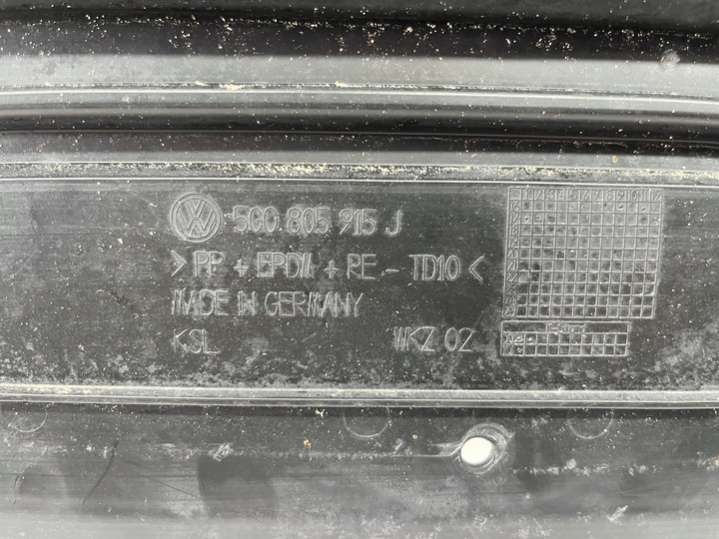 5G0 805 915 J
> PP + EPDM + PE - TD10 <
MADE IN GERMANY
KSL WKZ 02